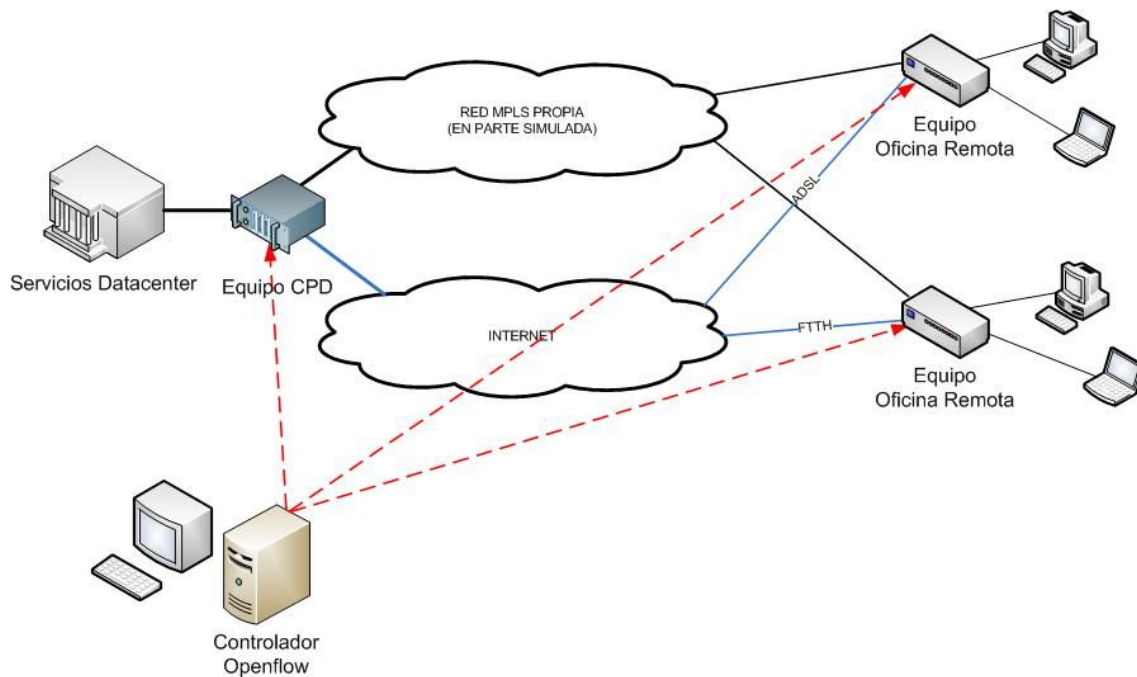 RED MPLS PROPIA
(EN PARTE SIMULADA)
Equipo
Oficina Remota
ADSL
Servicios Datacenter
Equipo CPD
INTERNET
FTTH
Equipo
Oficina Remota
Controlador
Openflow